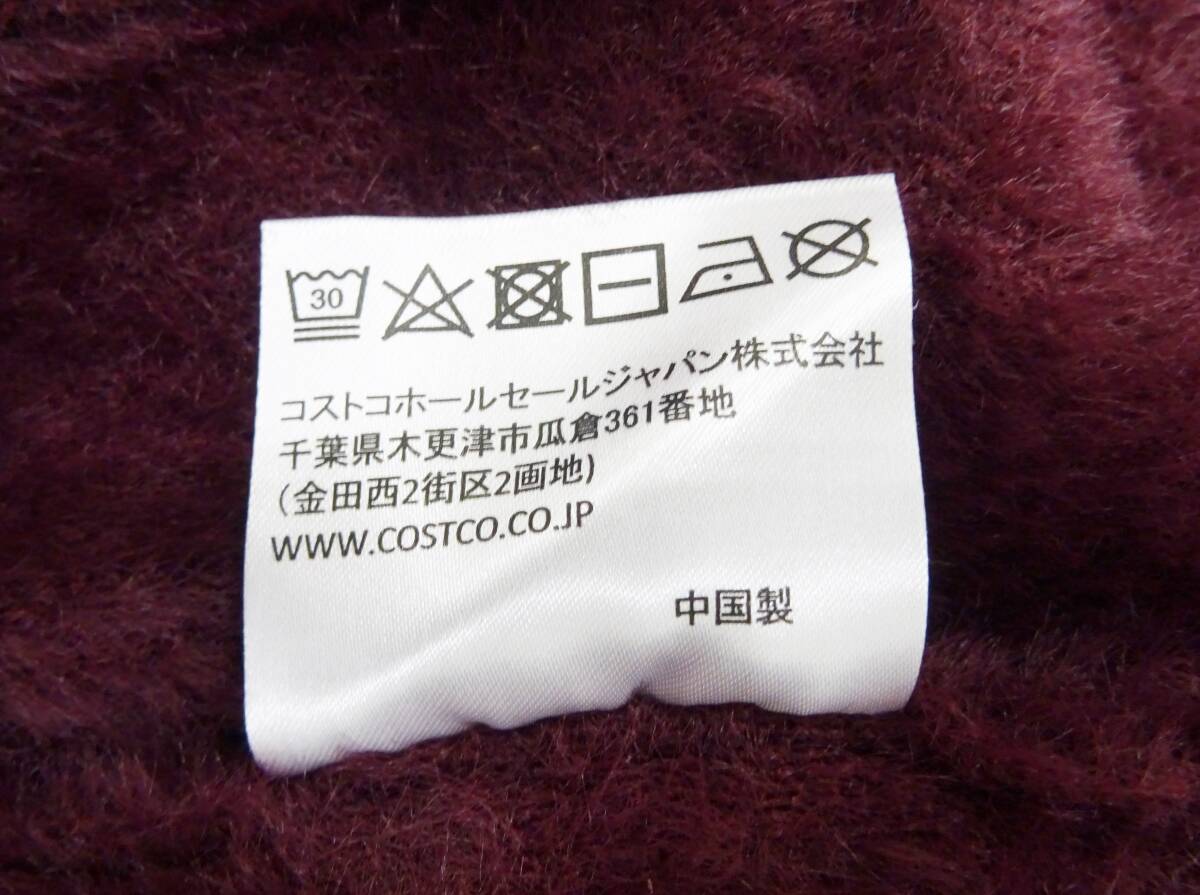 30
コストコホールセールジャパン株式会社
千葉県木更津市瓜倉361番地
(金田西2街区2画地)
WWW.COSTCO.CO.JP
中国製